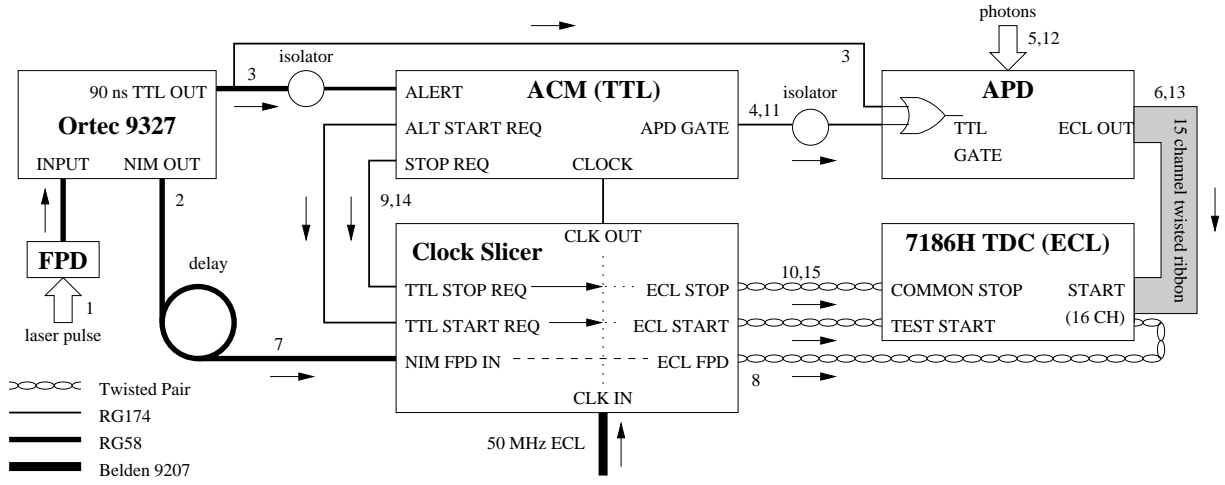 photons
5,12
isolator
3
3
90 ns TTL OUT
Ortec 9327
INPUT
NIM OUT
ALERT
ACM (TTL)
ALT START REQ
APD GATE
STOP REQ
CLOCK
4,11
isolator
APD
TTL
GATE
ECL OUT
6,13
15 channel twisted ribbon
2
9,14
FPD
1
laser pulse
delay
CLK OUT
Clock Slicer
TTL STOP REQ
ECL STOP
TTL START REQ
ECL START
NIM FPD IN
ECL FPD
CLK IN
10,15
7186H TDC (ECL)
COMMON STOP
START
(16 CH)
TEST START
7
8
50 MHz ECL
Twisted Pair
RG174
RG58
Belden 9207